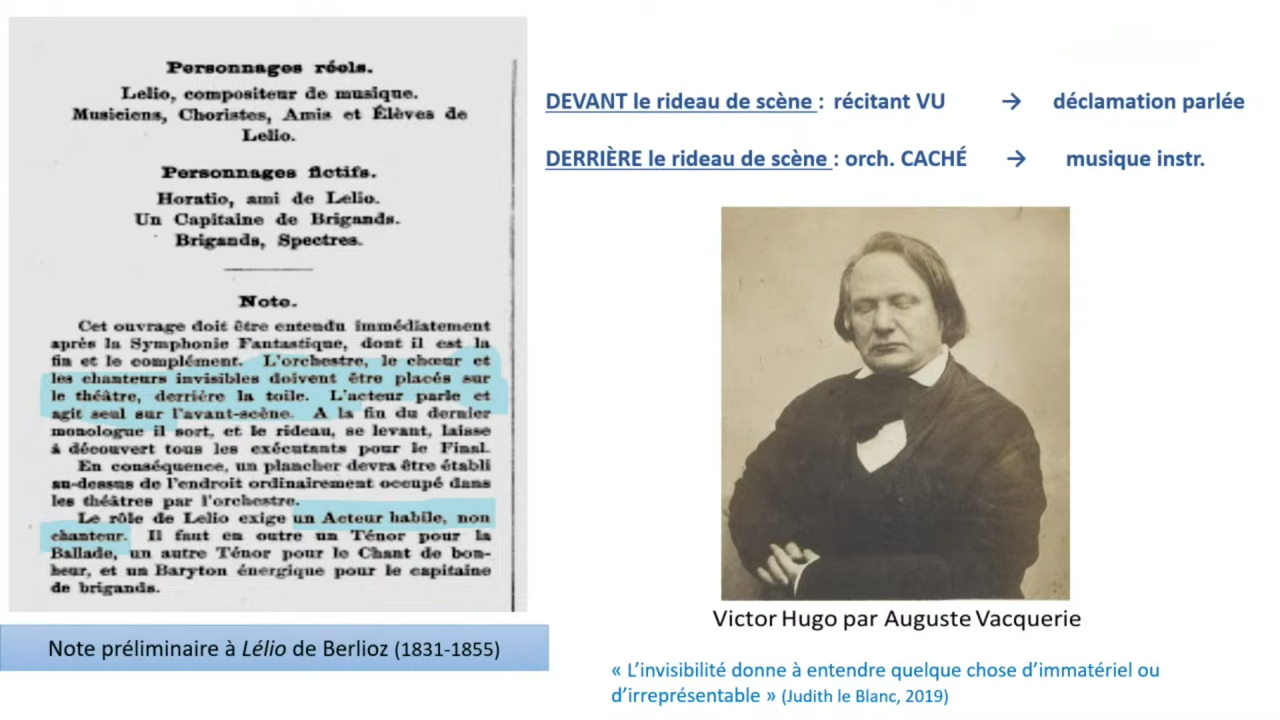 Personnages réels.
Lelio, compositeur de musique.
Musiciens, Choristes, Amis et Élèves de
Lelio.
Personnages fictifs.
Horatio, ami de Lelio.
Un Capitaine de Brigands.
Brigands, Spectres.
Note.
Cet ouvrage doit être entendu immédiatement
après la Symphonie Fantastique, dont il est la
fin et le complément. L'orchestre, le chœur et
les chanteurs invisibles doivent être placés sur
le théâtre, derrière la toile. L'acteur parle et
agit seul sur l'avant-scène. A la fin du dernier
monologue il sort, et le rideau, se levant, laisse
à découvert tous les exécutants pour le Final.
En conséquence, un plancher devra être établi
au-dessus de l'endroit ordinairement occupé dans
les théâtres par l'orchestre.
Le rôle de Lelio exige un Acteur habile, non
chanteur. Il faut en outre un Ténor pour la
Ballade, un autre Ténor pour le Chant de bon-
heur, et un Baryton énergique pour le capitaine
de brigands.
Note préliminaire à Lélio de Berlioz (1831-1855)
DEVANT le rideau de scène : récitant VU → déclamation parlée
DERRIÈRE le rideau de scène : orch. CACHÉ → musique instr.
Victor Hugo par Auguste Vacquerie
« L'invisibilité donne à entendre quelque chose d'immatériel ou
d'irreprésentable » (Judith le Blanc, 2019)